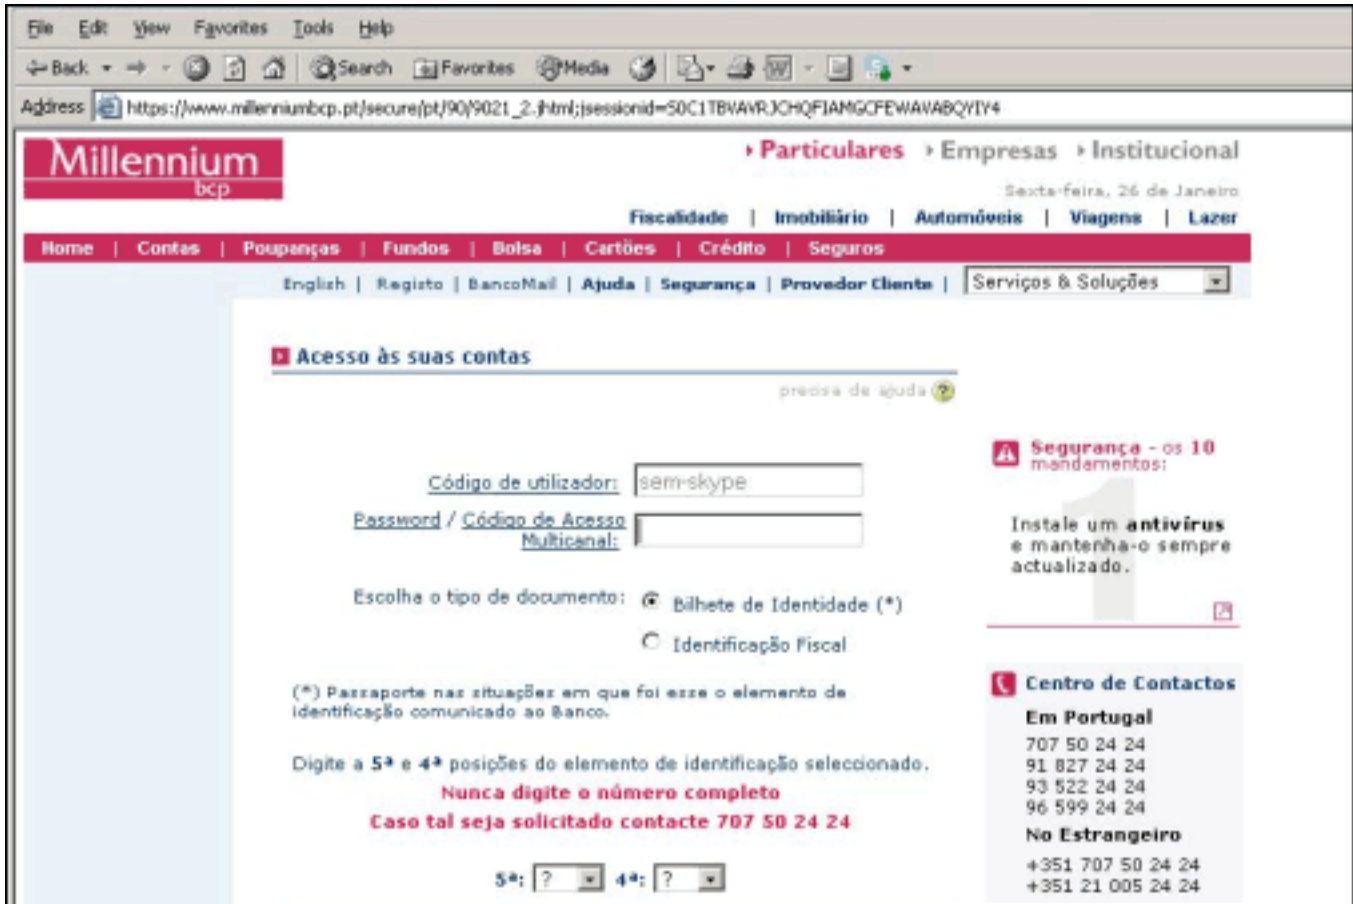 File Edit View Favorites Tools Help
Back Search Favorites Media
Address https://www.millenniumbcp.pt/secure/pt/90/9021_2.jhtml;jsessionid=S0C1TBVAVRJCHQFIAMGCFEWAVABQYIY4
Millennium
bcp
Particulares Empresas Institucional
Sexta-feira, 26 de Janeiro
Fiscalidade | Imobiliário | Automóveis | Viagens | Lazer
Home | Contas | Poupanças | Fundos | Bolsa | Cartões | Crédito | Seguros
English | Registo | BancoMail | Ajuda | Segurança | Provedor Cliente | Serviços & Soluções
Acesso às suas contas
precisa de ajuda ?
Código de utilizador: sem-skype
Password / Código de Acesso
Multicanal:
Escolha o tipo de documento: Bilhete de Identidade (*)
Identificação Fiscal
(*) Passaporte nas situações em que foi esse o elemento de
identificação comunicado ao Banco.
Digite a 5ª e 4ª posições do elemento de identificação seleccionado.
Nunca digite o número completo
Caso tal seja solicitado contacte 707 50 24 24
5ª: ? 4ª: ?
Segurança - os 10
mandamentos:
1
Instale um antivírus
e mantenha-o sempre
actualizado.
Centro de Contactos
Em Portugal
707 50 24 24
91 827 24 24
93 522 24 24
96 599 24 24
No Estrangeiro
+351 707 50 24 24
+351 21 005 24 24